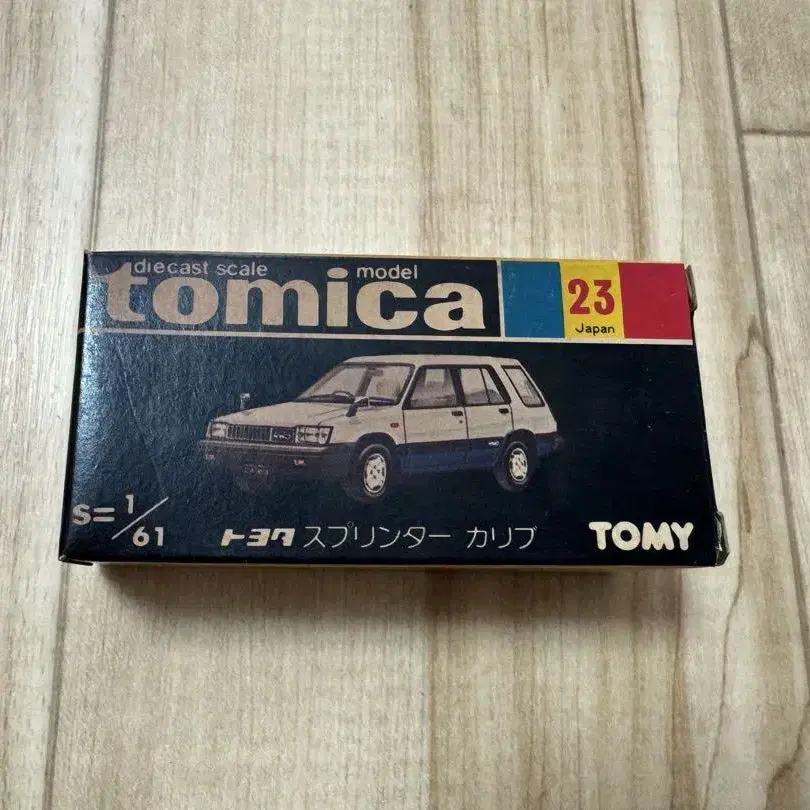 diecast scale model
tomica
23
Japan
S=1/61
トヨタ スプリンター カリブ
TOMY